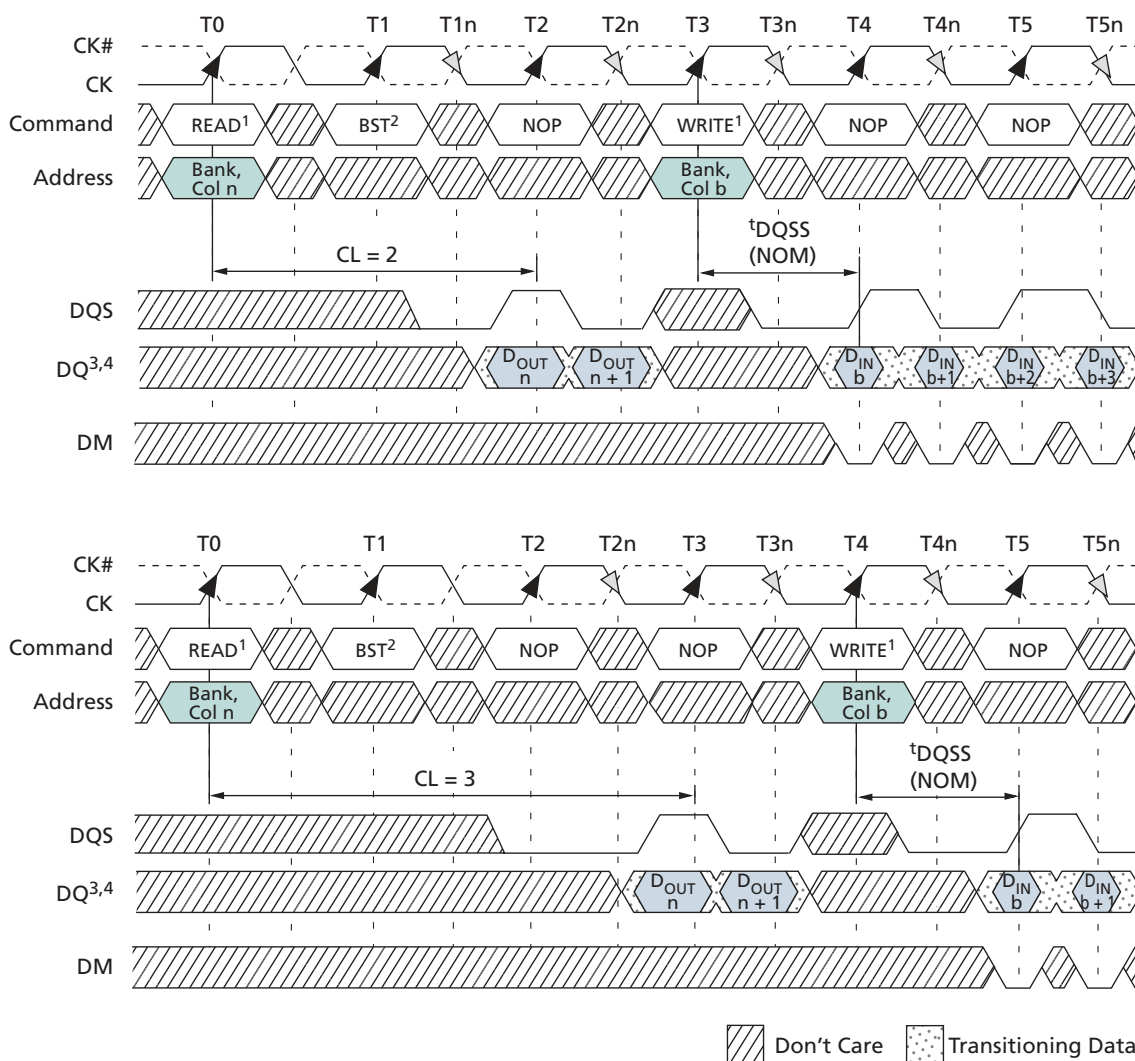 T0 T1 T1n T2 T2n T3 T3n T4 T4n T5 T5n
CK#
CK
Command READ1 BST2 NOP WRITE1 NOP NOP
Address Bank, Col n Bank, Col b
tDQSS
(NOM)
CL = 2
DQS
DQ3,4 DOUT n DOUT n + 1 DIN b DIN b+1 DIN b+2 DIN b+3
DM
T0 T1 T2 T2n T3 T3n T4 T4n T5 T5n
CK#
CK
Command READ1 BST2 NOP NOP WRITE1 NOP
Address Bank, Col n Bank, Col b
tDQSS
(NOM)
CL = 3
DQS
DQ3,4 DOUT n DOUT n + 1 DIN b DIN b + 1
DM
Don't Care Transitioning Data